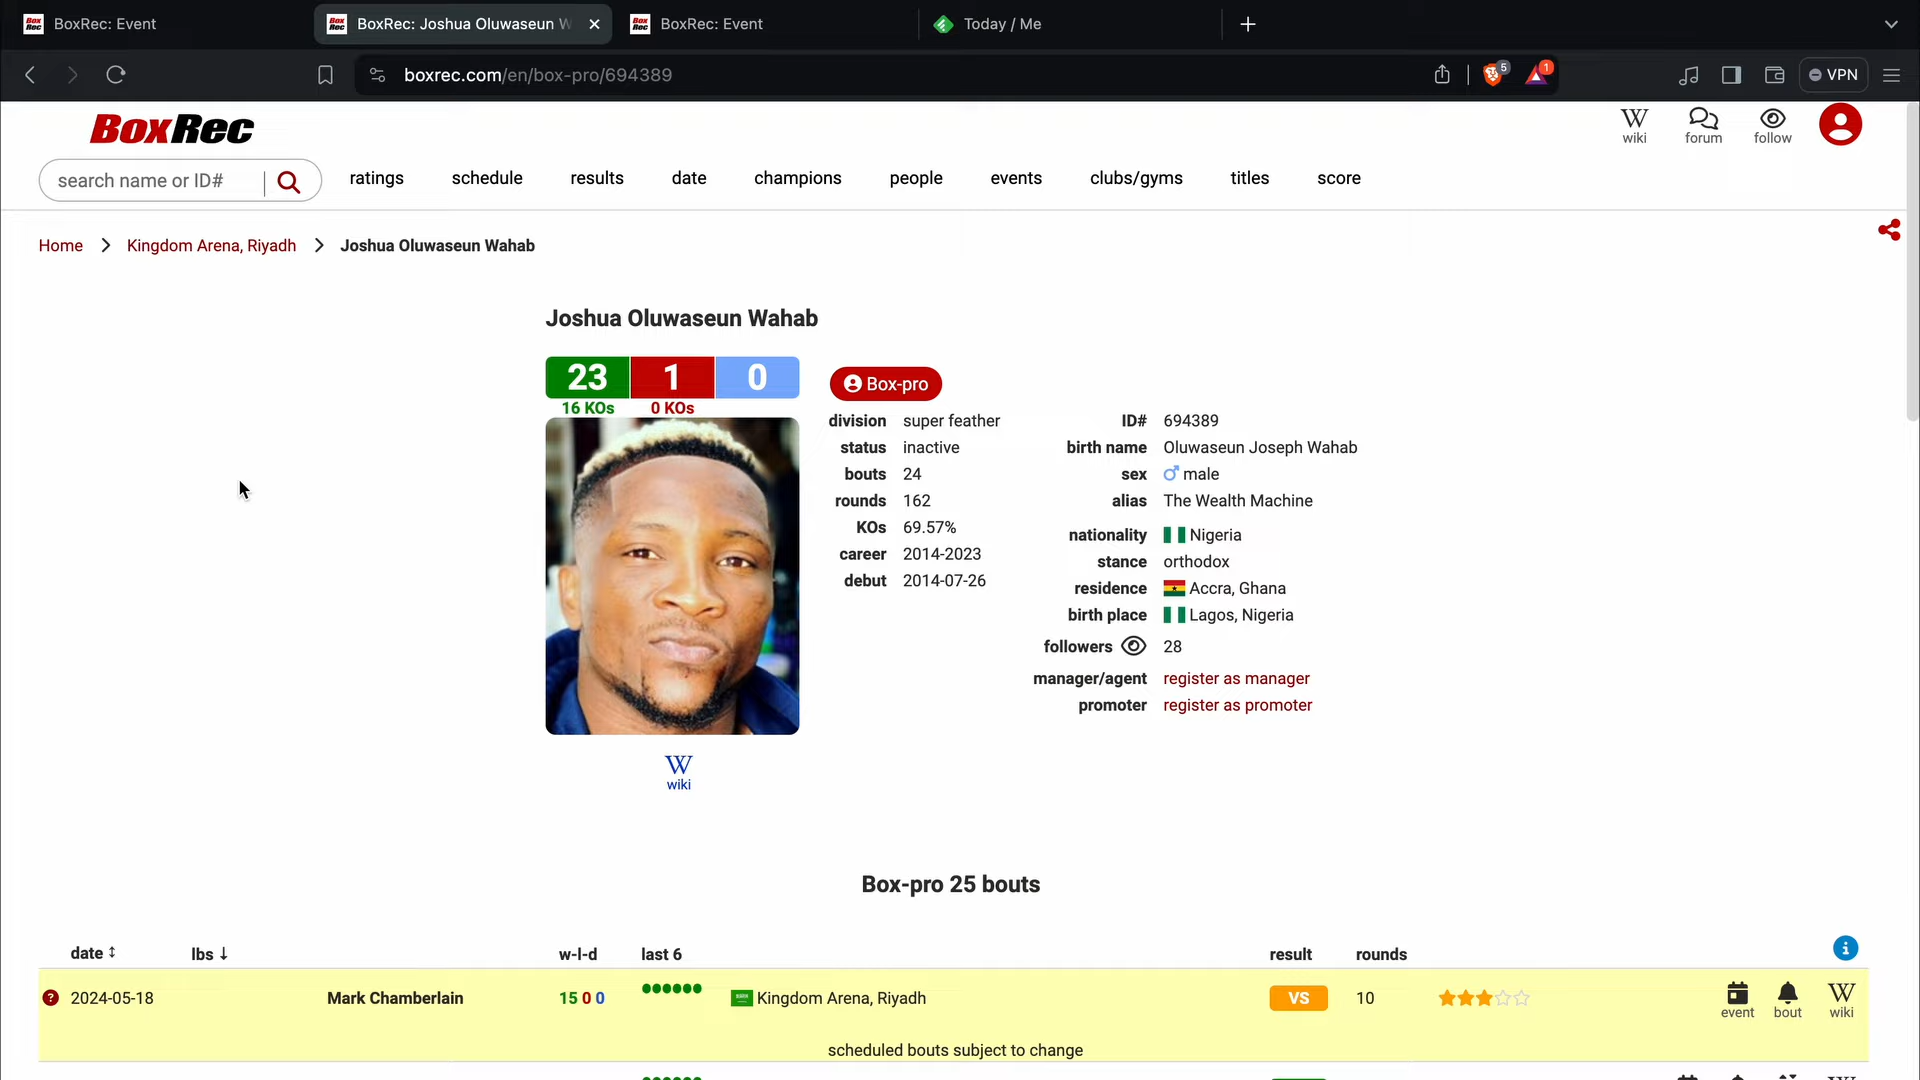 BoxRec: Event
BoxRec: Joshua Oluwaseun W
BoxRec: Event
Today / Me
boxrec.com/en/box-pro/694389
5
1
VPN
BoxRec
W
wiki
forum
follow
search name or ID#
ratings
schedule
results
date
champions
people
events
clubs/gyms
titles
score
Home
Kingdom Arena, Riyadh
Joshua Oluwaseun Wahab
Joshua Oluwaseun Wahab
23
1
0
16 KOs
0 KOs
Box-pro
division super feather
status inactive
bouts 24
rounds 162
KOs 69.57%
career 2014-2023
debut 2014-07-26
ID# 694389
birth name Oluwaseun Joseph Wahab
sex male
alias The Wealth Machine
nationality Nigeria
stance orthodox
residence Accra, Ghana
birth place Lagos, Nigeria
followers 28
manager/agent register as manager
promoter register as promoter
W
wiki
Box-pro 25 bouts
date lbs w-l-d last 6 result rounds
2024-05-18 Mark Chamberlain 15 0 0 Kingdom Arena, Riyadh VS 10
event bout wiki
scheduled bouts subject to change